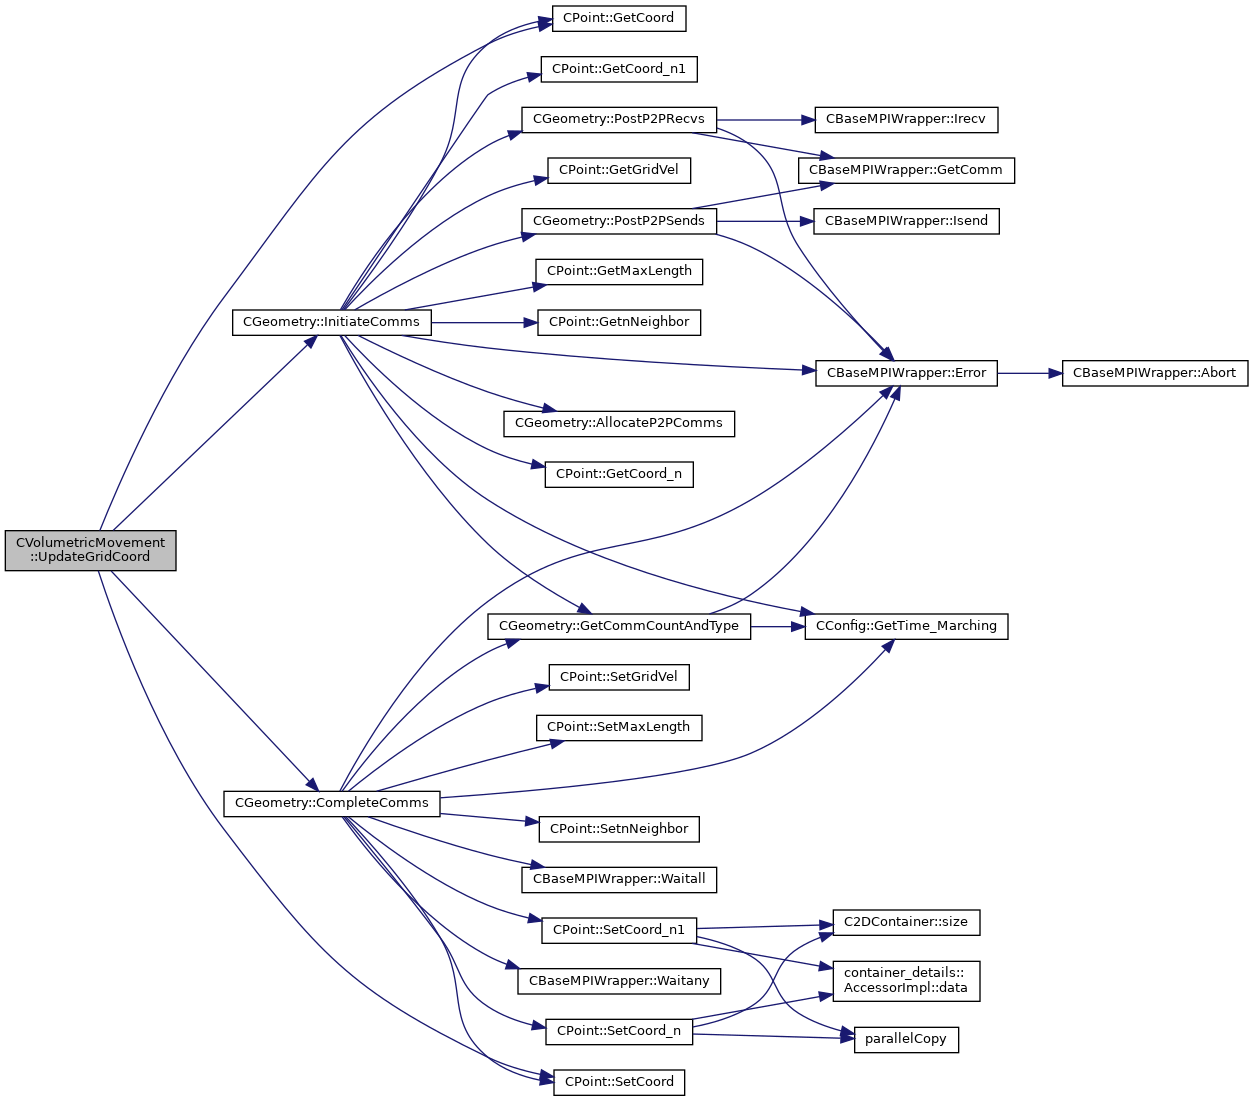 CPoint::GetCoord
CPoint::GetCoord_n1
CGeometry::PostP2PRecvs
CBaseMPIWrapper::Irecv
CPoint::GetGridVel
CBaseMPIWrapper::GetComm
CGeometry::PostP2PSends
CBaseMPIWrapper::Isend
CPoint::GetMaxLength
CGeometry::InitiateComms
CPoint::GetnNeighbor
CBaseMPIWrapper::Error
CBaseMPIWrapper::Abort
CGeometry::AllocateP2PComms
CPoint::GetCoord_n
CVolumetricMovement
::UpdateGridCoord
CGeometry::GetCommCountAndType
CConfig::GetTime_Marching
CPoint::SetGridVel
CPoint::SetMaxLength
CGeometry::CompleteComms
CPoint::SetnNeighbor
CBaseMPIWrapper::Waitall
CPoint::SetCoord_n1
C2DContainer::size
CBaseMPIWrapper::Waitany
container_details::
AccessorImpl::data
CPoint::SetCoord_n
parallelCopy
CPoint::SetCoord